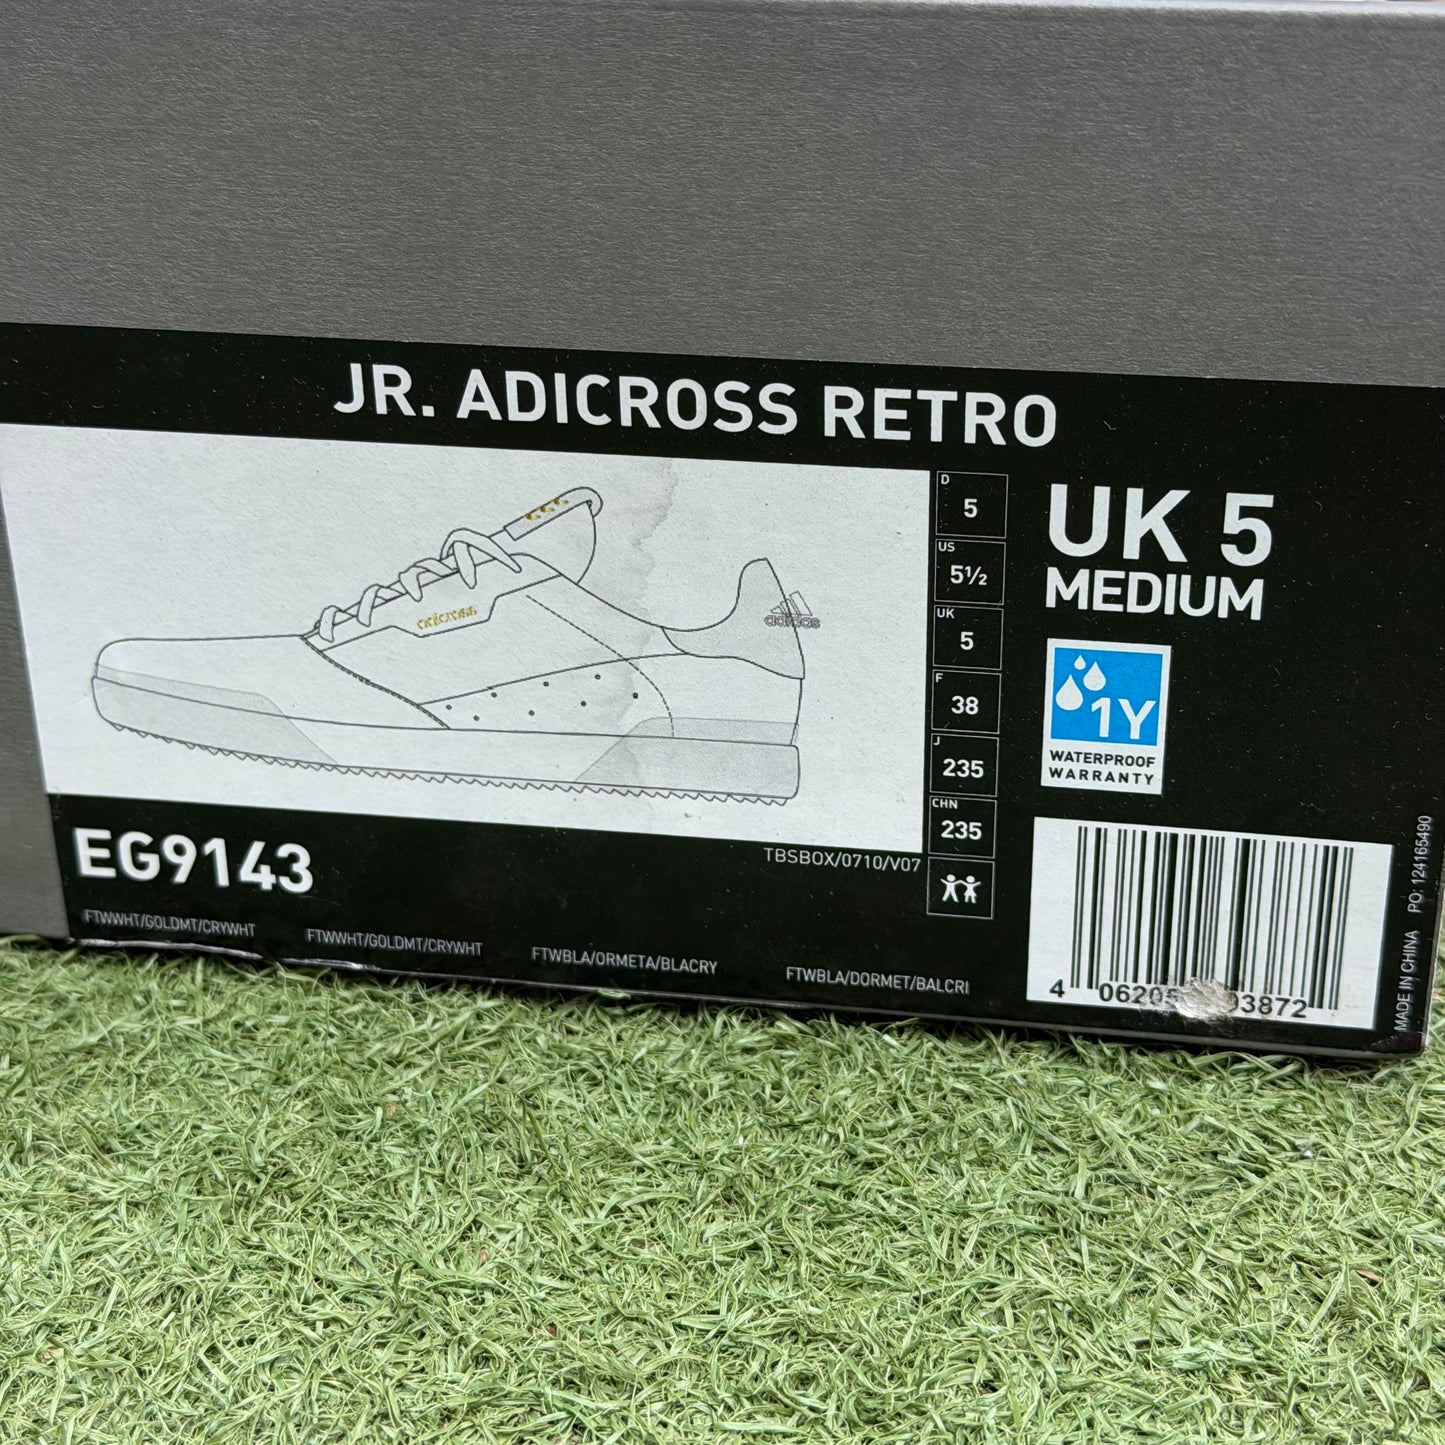 JR. ADICROSS RETRO
adicross
adidas
D
5
US
5½
UK
5
F
38
J
235
CHN
235
UK 5
MEDIUM
1Y
WATERPROOF
WARRANTY
EG9143
TBSBOX/0710/V07
FTWWHT/GOLDMT/CRYWHT
FTWWHT/GOLDMT/CRYWHT
FTWBLA/ORMETA/BLACRY
FTWBLA/DORMET/BALCRI
4
MADE IN CHINA PO: 124165490